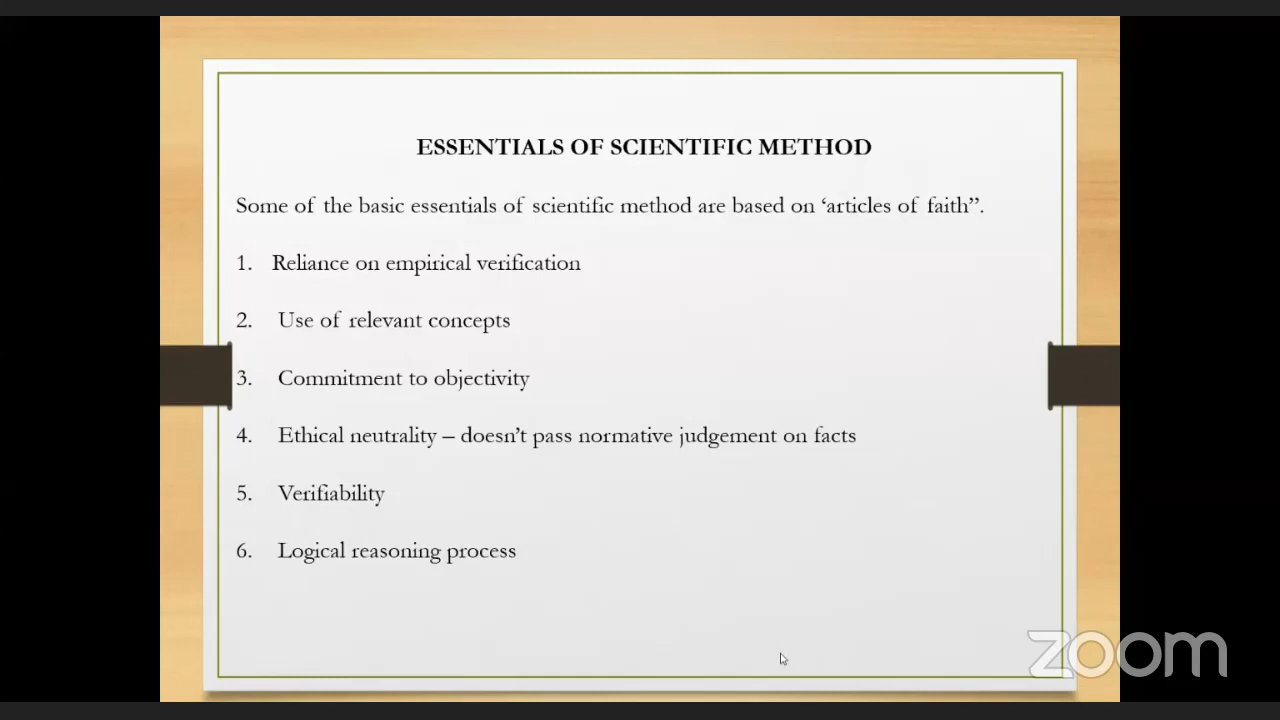 ESSENTIALS OF SCIENTIFIC METHOD
Some of the basic essentials of scientific method are based on ‘articles of faith”.
1. Reliance on empirical verification
2. Use of relevant concepts
3. Commitment to objectivity
4. Ethical neutrality – doesn’t pass normative judgement on facts
5. Verifiability
6. Logical reasoning process
zoom